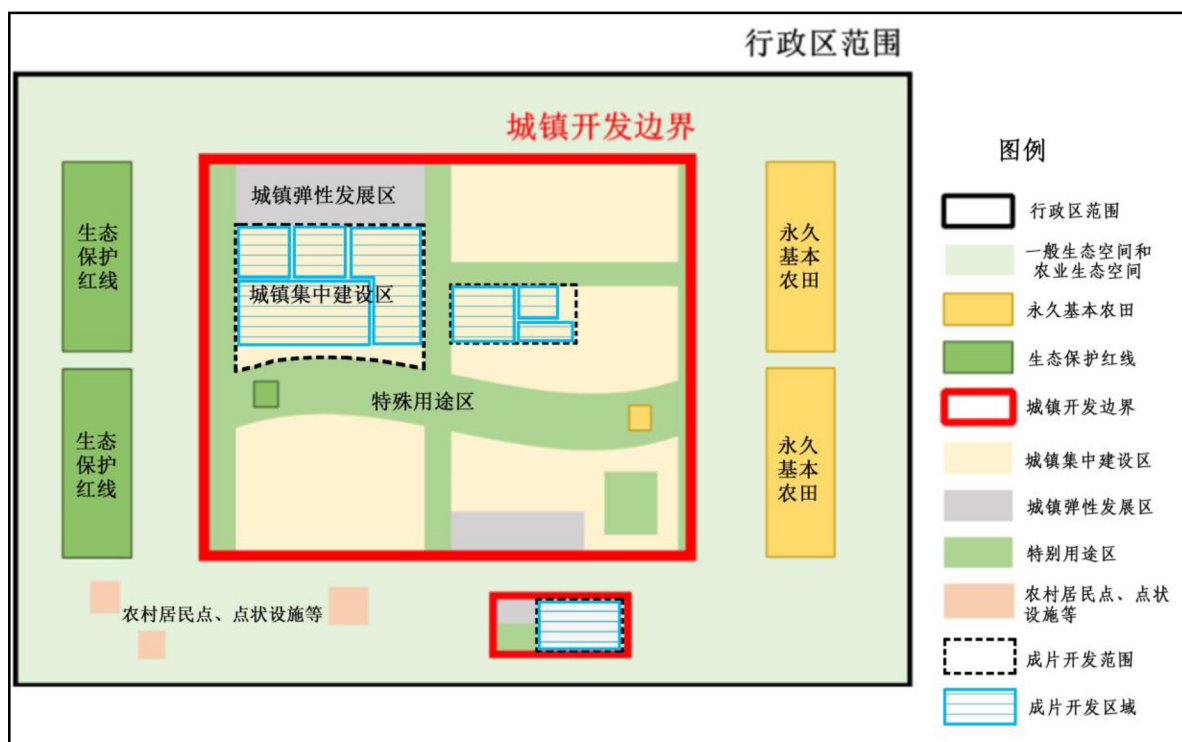 行政区范围
城镇开发边界
生态
保护
红线
城镇弹性发展区
城镇集中建设区
永久
基本
农田
生态
保护
红线
特殊用途区
永久
基本
农田
农村居民点、点状设施等
图例
行政区范围
一般生态空间和
农业生态空间
永久基本农田
生态保护红线
城镇开发边界
城镇集中建设区
城镇弹性发展区
特别用途区
农村居民点、点状
设施等
成片开发范围
成片开发区域